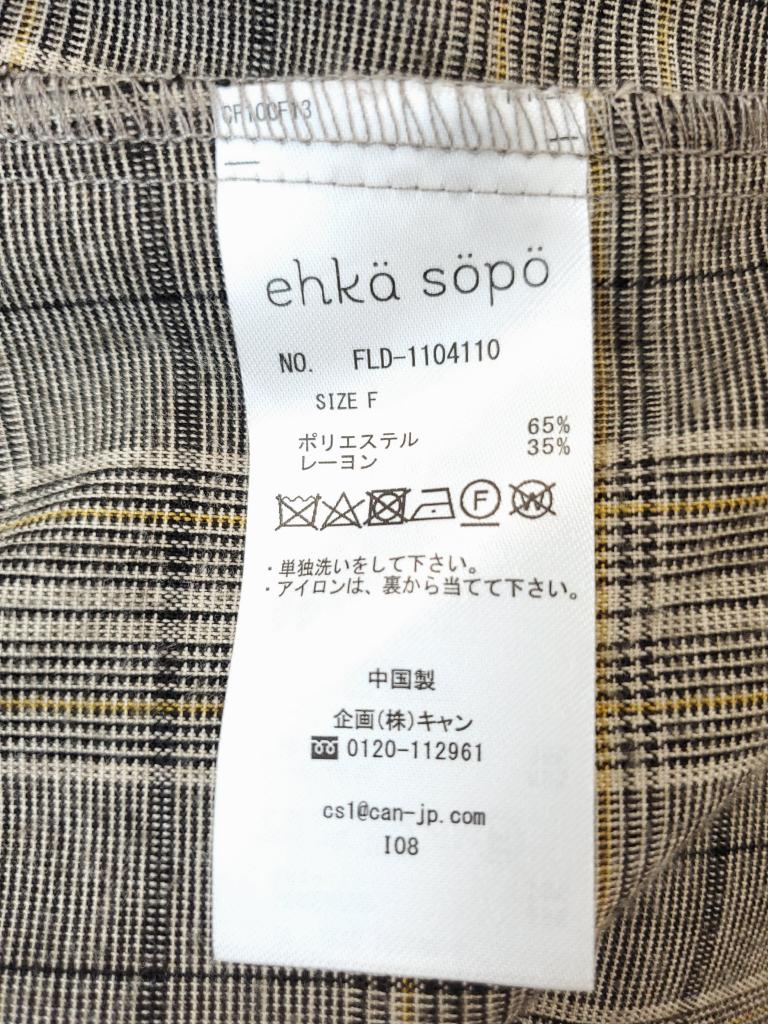 CF100F13
ehkä söpö
NO. FLD-1104110
SIZE F
ポリエステル 65%
レーヨン 35%
F W
・単独洗いをして下さい。
・アイロンは、裏から当てて下さい。
中国製
企画(株)キャン
0120-112961
cs1@can-jp.com
I08